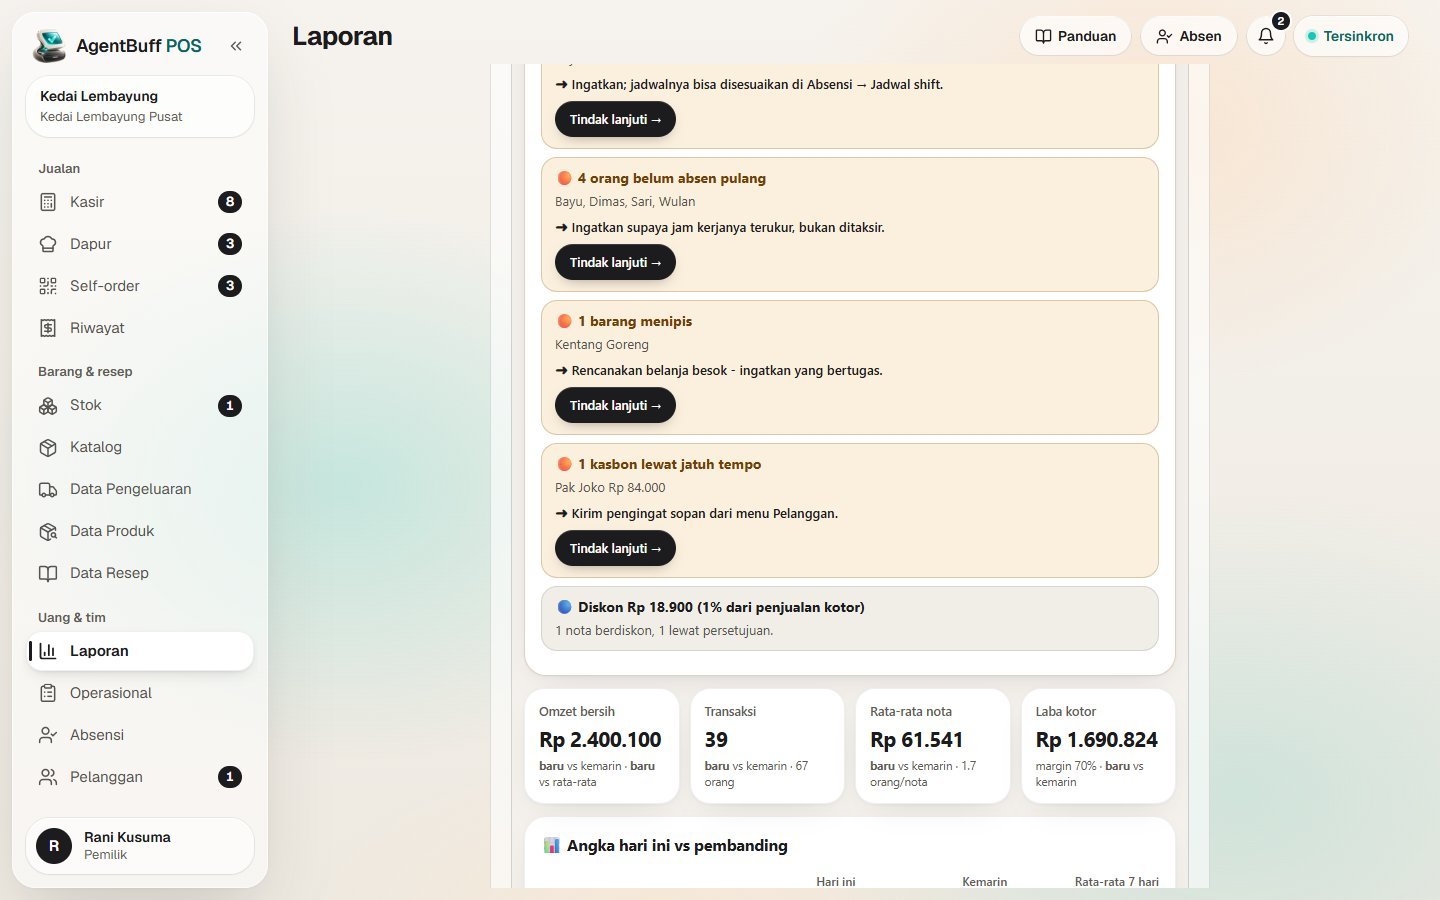 AgentBuff POS
Kedai Lembayung
Kedai Lembayung Pusat
Jualan
Kasir 8
Dapur 3
Self-order 3
Riwayat
Barang & resep
Stok 1
Katalog
Data Pengeluaran
Data Produk
Data Resep
Uang & tim
Laporan
Operasional
Absensi
Pelanggan 1
R
Rani Kusuma
Pemilik
Laporan
Panduan
Absen
2
Tersinkron
➜ Ingatkan; jadwalnya bisa disesuaikan di Absensi → Jadwal shift.
Tindak lanjuti →
4 orang belum absen pulang
Bayu, Dimas, Sari, Wulan
➜ Ingatkan supaya jam kerjanya terukur, bukan ditaksir.
Tindak lanjuti →
1 barang menipis
Kentang Goreng
➜ Rencanakan belanja besok - ingatkan yang bertugas.
Tindak lanjuti →
1 kasbon lewat jatuh tempo
Pak Joko Rp 84.000
➜ Kirim pengingat sopan dari menu Pelanggan.
Tindak lanjuti →
Diskon Rp 18.900 (1% dari penjualan kotor)
1 nota berdiskon, 1 lewat persetujuan.
Omzet bersih
Rp 2.400.100
baru vs kemarin · baru
vs rata-rata
Transaksi
39
baru vs kemarin · 67
orang
Rata-rata nota
Rp 61.541
baru vs kemarin · 1.7
orang/nota
Laba kotor
Rp 1.690.824
margin 70% · baru vs
kemarin
Angka hari ini vs pembanding
Hari ini Kemarin Rata-rata 7 hari